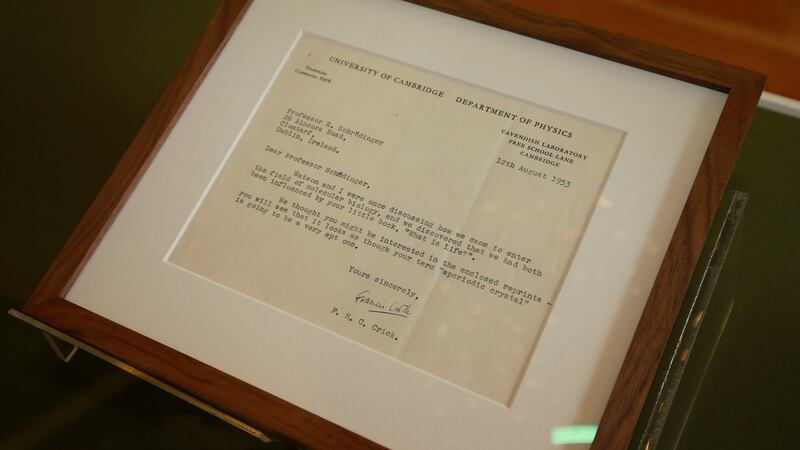 UNIVERSITY OF CAMBRIDGE DEPARTMENT OF PHYSICS
TELEPHONE
CAMBRIDGE
CAVENDISH LABORATORY
FREE SCHOOL LANE
CAMBRIDGE
12th August 1953
Professor E. Schrödinger
26 Kincora Road,
Clontarf,
Dublin, Ireland.
Dear Professor Schrödinger,
Watson and I were once discussing how we came to enter
the field of molecular biology, and we discovered that we had both
been influenced by your little book, "What is Life?".
We thought you might be interested in the enclosed reprints -
you will see that it looks as though your term "aperiodic crystal"
is going to be a very apt one.
Yours sincerely,
Francis Crick
F. H. C. Crick.